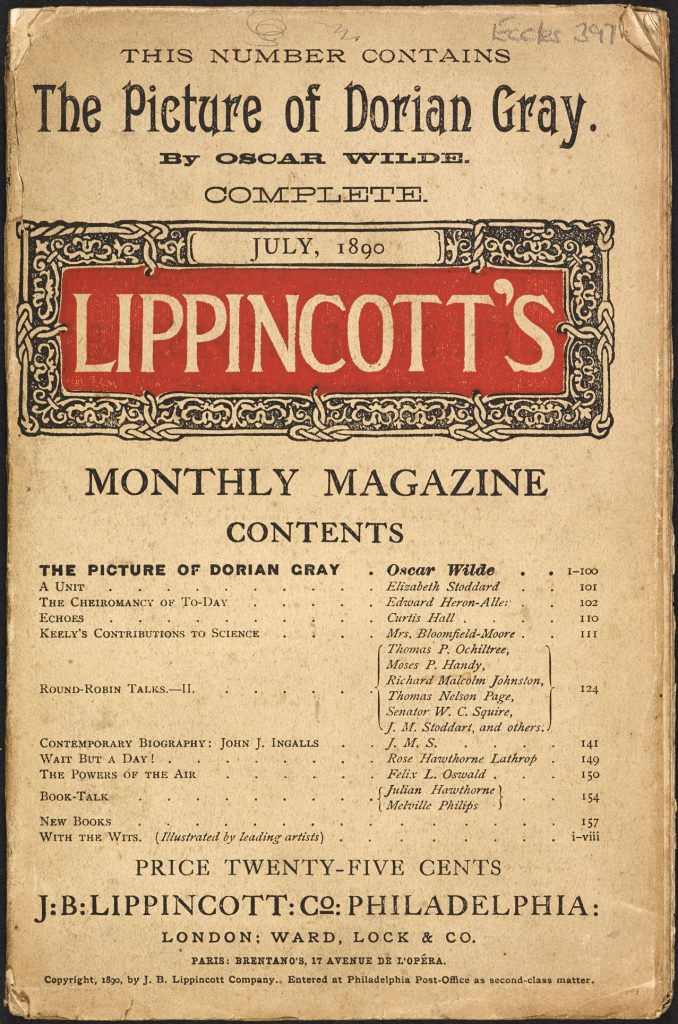 Eccles 397
THIS NUMBER CONTAINS
The Picture of Dorian Gray.
By OSCAR WILDE.
COMPLETE.
JULY, 1890
LIPPINCOTT'S
MONTHLY MAGAZINE
CONTENTS
THE PICTURE OF DORIAN GRAY . Oscar Wilde . . 1-100
A Unit . . . . . . . . . . Elizabeth Stoddard . . 101
The Cheiromancy of To-Day . . . . . Edward Heron-Allen . 102
Echoes . . . . . . . . . . Curtis Hall . . . . 110
Keely's Contributions to Science . . . . Mrs. Bloomfield-Moore . . 111
Thomas P. Ochiltree,
Moses P. Handy,
Richard Malcolm Johnston,
Round-Robin Talks.—II. . . . . . . Thomas Nelson Page, 124
Senator W. C. Squire,
J. M. Stoddart, and others.
Contemporary Biography: John J. Ingalls . . J. M. S. . . . . 141
Wait But a Day! . . . . . . . . Rose Hawthorne Lathrop . 149
The Powers of the Air . . . . . . Felix L. Oswald . . . 150
Book-Talk . . . . . . . . . { Julian Hawthorne } . . 154
Melville Philips
New Books . . . . . . . . . . . . . . 157
With the Wits. (Illustrated by leading artists) . . . . . . . . i-viii
PRICE TWENTY-FIVE CENTS
J:B:LIPPINCOTT:Co:PHILADELPHIA:
LONDON: WARD, LOCK & CO.
PARIS: BRENTANO'S, 17 AVENUE DE L'OPÉRA.
Copyright, 1890, by J. B. Lippincott Company. Entered at Philadelphia Post-Office as second-class matter.